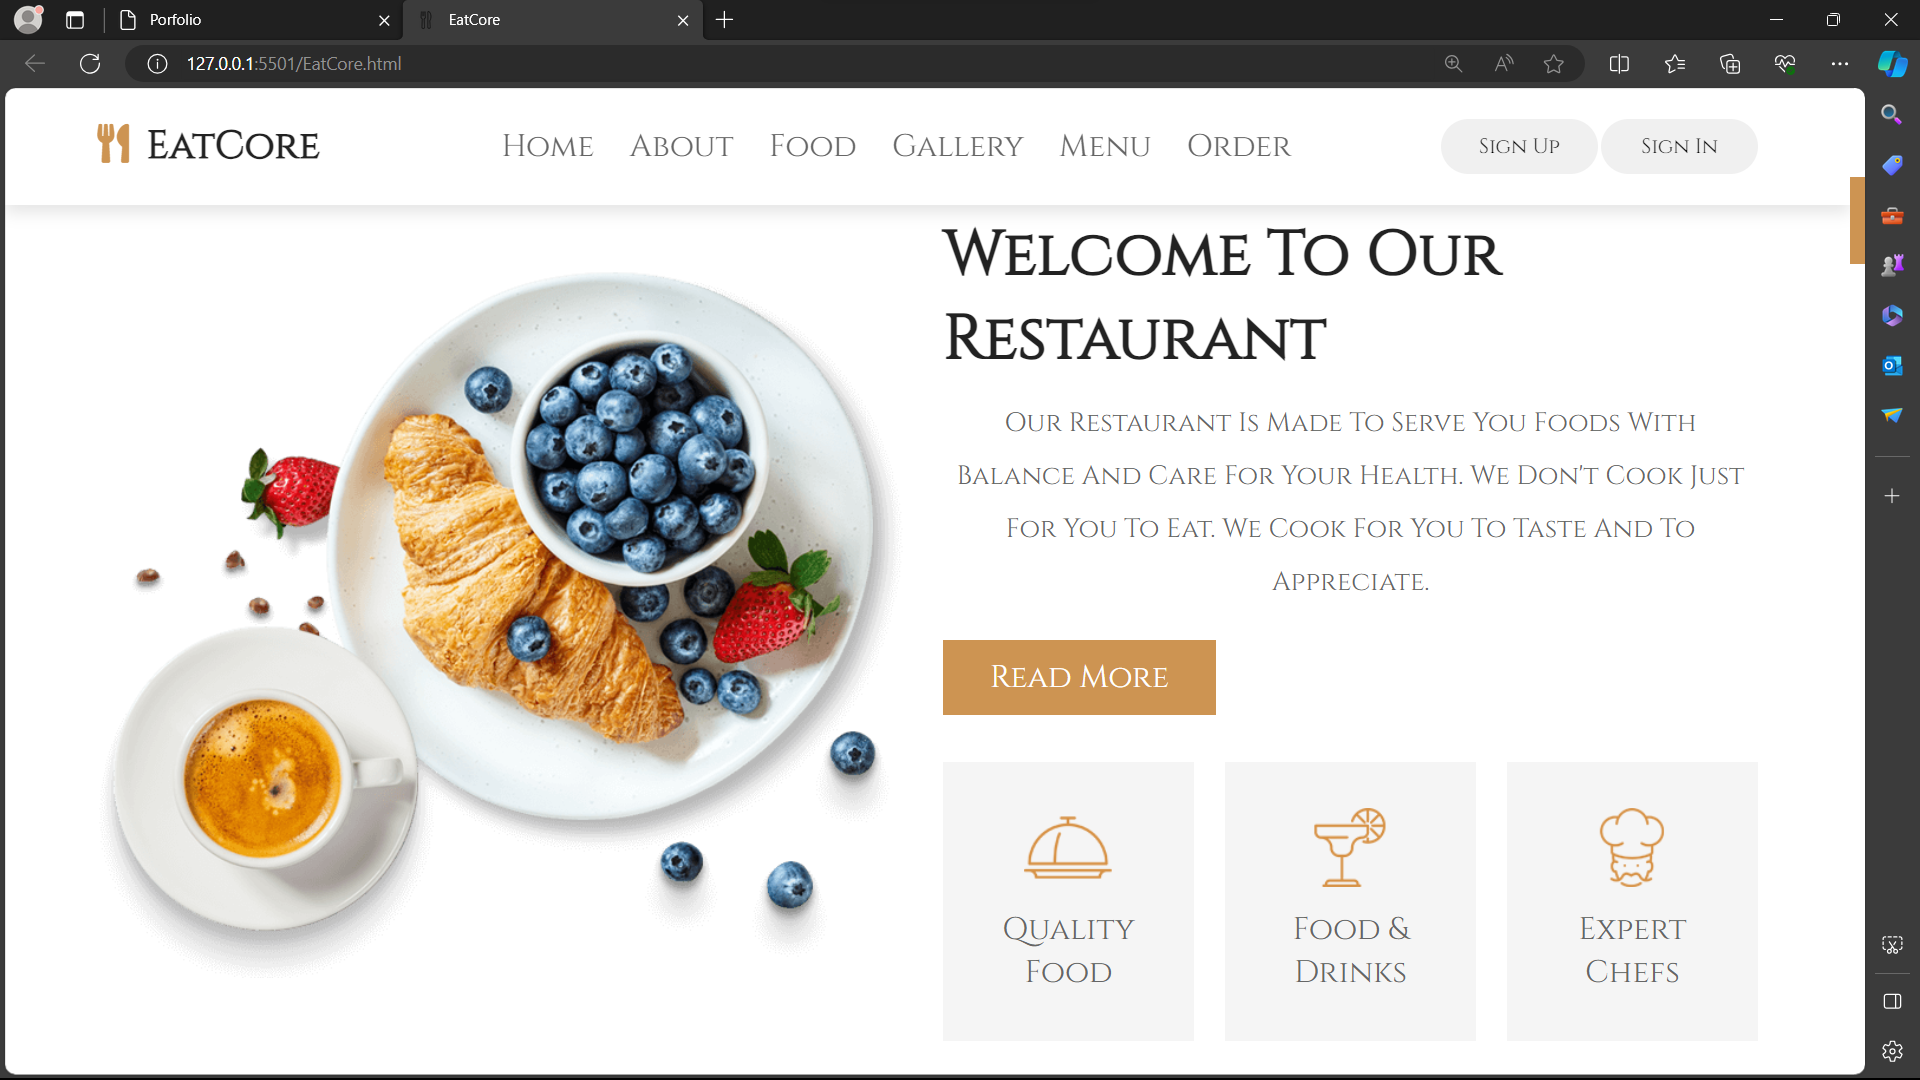 Porfolio
EatCore
127.0.0.1:5501/EatCore.html
EatCore
Home About Food Gallery Menu Order
Sign Up Sign In
Welcome To Our
Restaurant
Our Restaurant Is Made To Serve You Foods With
Balance And Care For Your Health. We Don't Cook Just
For You To Eat. We Cook For You To Taste And To
Appreciate.
Read More
Quality
Food
Food &
Drinks
Expert
Chefs